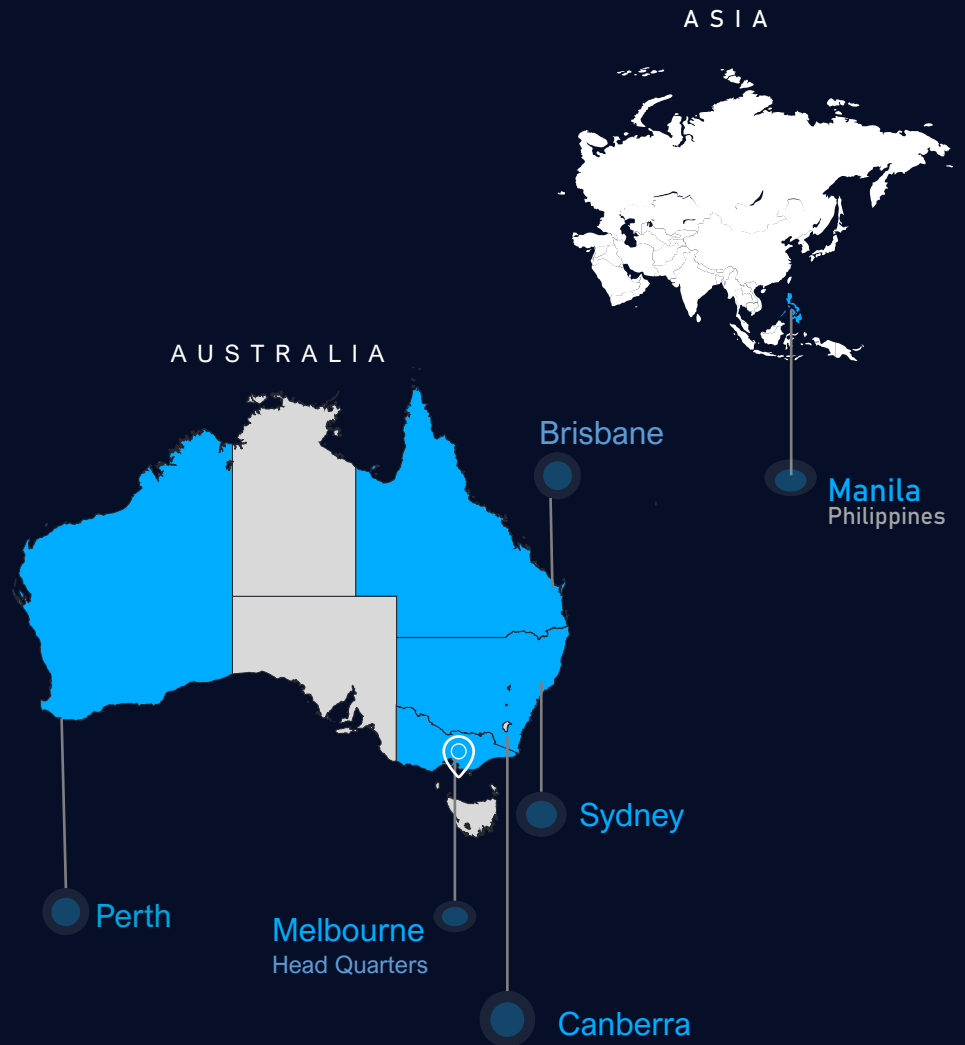 ASIA
AUSTRALIA
Brisbane
Manila
Philippines
Sydney
Perth
Melbourne
Head Quarters
Canberra